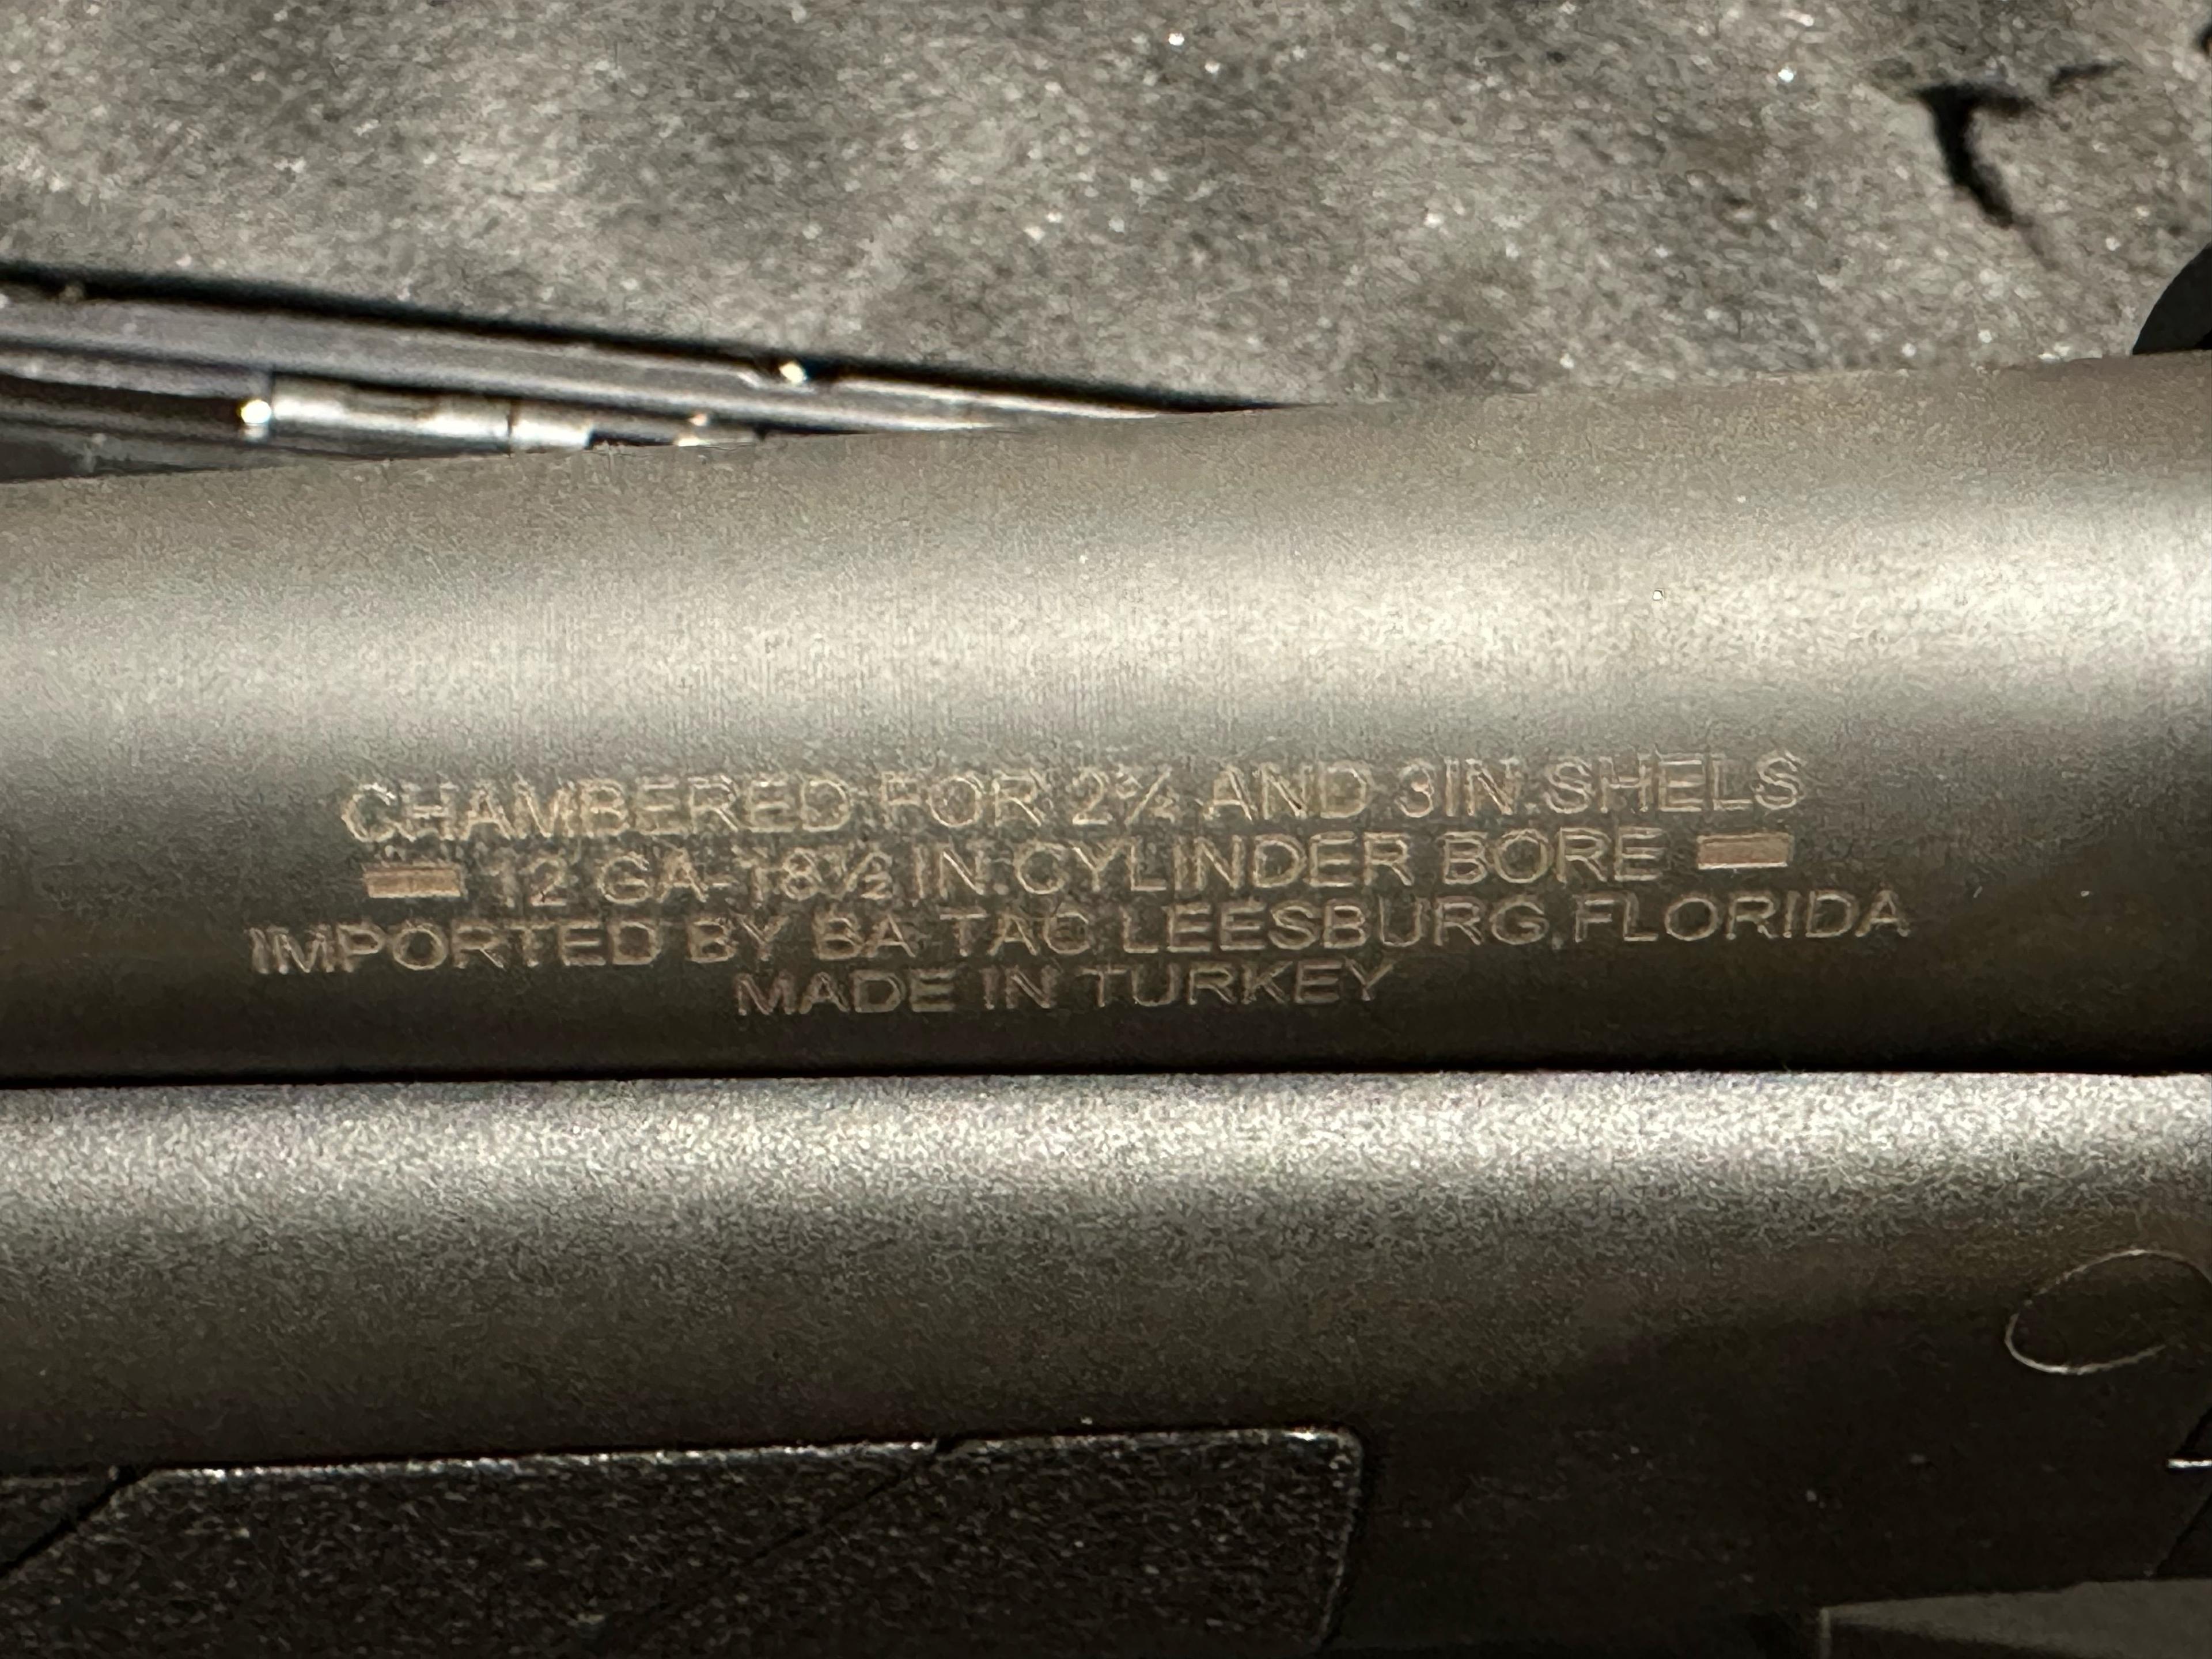 CHAMBERED FOR 2¾ AND 3IN.SHELS
12 GA-18½ IN.CYLINDER BORE
IMPORTED BY BA TAC LEESBURG,FLORIDA
MADE IN TURKEY